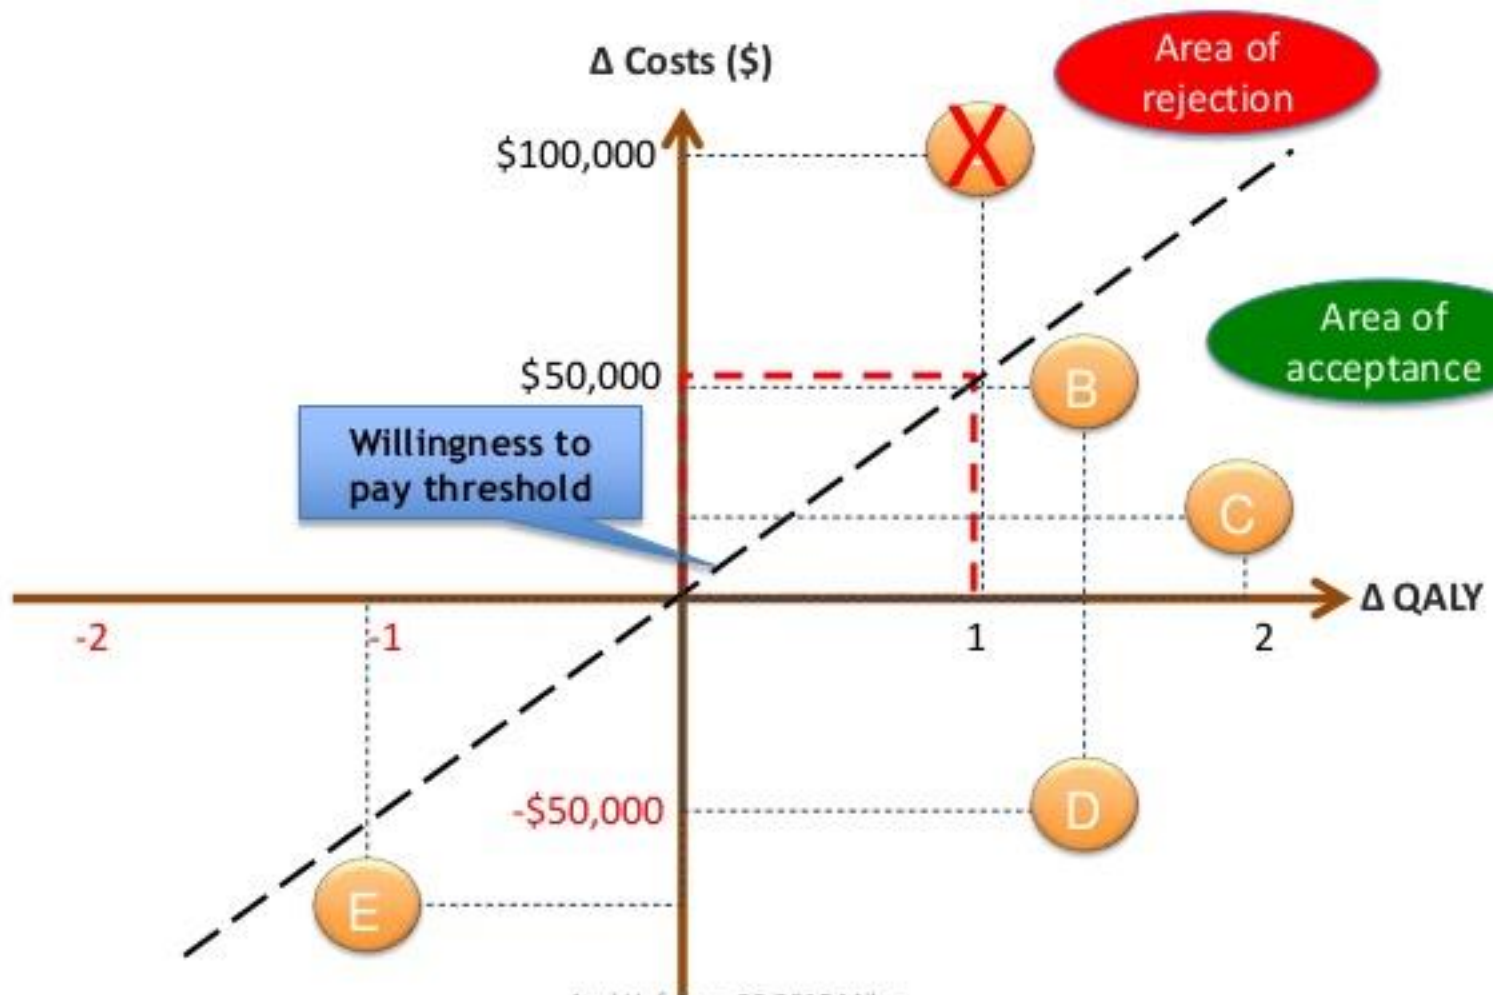 Δ Costs ($)
Area of
rejection
$100,000
X
$50,000
B
Area of
acceptance
Willingness to
pay threshold
C
Δ QALY
-2
-1
1
2
-$50,000
D
E